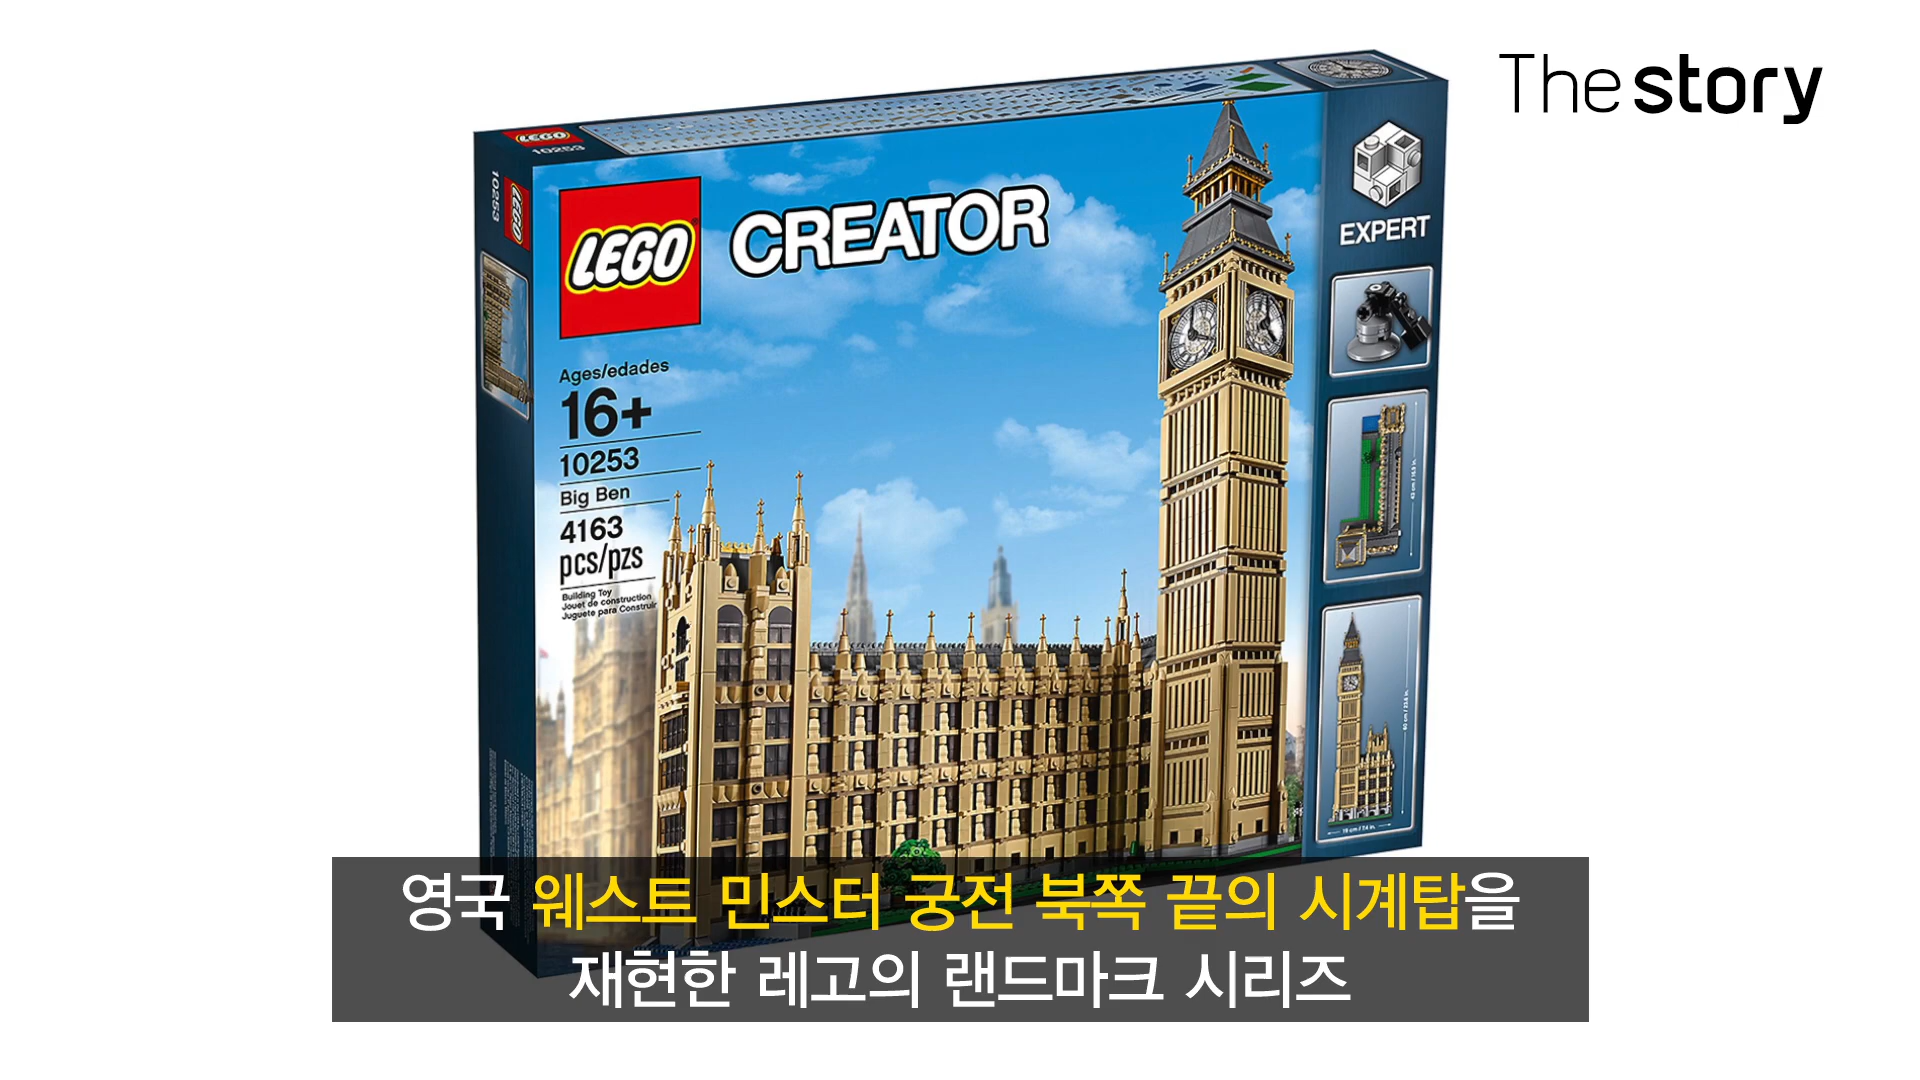 The story
LEGO
10253
10253
LEGO
LEGO
CREATOR
EXPERT
Ages/edades
16+
10253
Big Ben
4163
pcs/pzs
Building Toy
Jouet de construction
Juguete para Construir
영국 웨스트 민스터 궁전 북쪽 끝의 시계탑을
재현한 레고의 랜드마크 시리즈